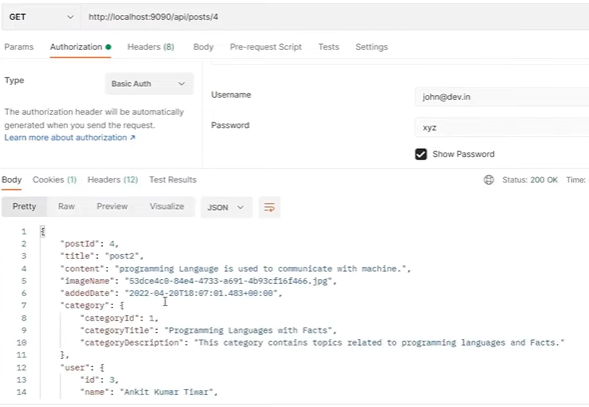 GET http://localhost:9090/api/posts/4
Params Authorization Headers (8) Body Pre-request Script Tests Settings
Type Basic Auth
The authorization header will be automatically
generated when you send the request.
Learn more about authorization ↗
Username john@dev.in
Password xyz
Show Password
Body Cookies (1) Headers (12) Test Results Status: 200 OK Time:
Pretty Raw Preview Visualize JSON
1 {
2 "postId": 4,
3 "title": "post2",
4 "content": "programming Langauge is used to communicate with machine.",
5 "imageName": "53dce4c0-84e4-4733-a691-4b93cf16f466.jpg",
6 "addedDate": "2022-04-20T18:07:01.483+00:00",
7 "category": {
8 "categoryId": 1,
9 "categoryTitle": "Programming Languages with Facts",
10 "categoryDescription": "This category contains topics related to programming languages and Facts."
11 },
12 "user": {
13 "id": 3,
14 "name": "Ankit Kumar Tiwar",